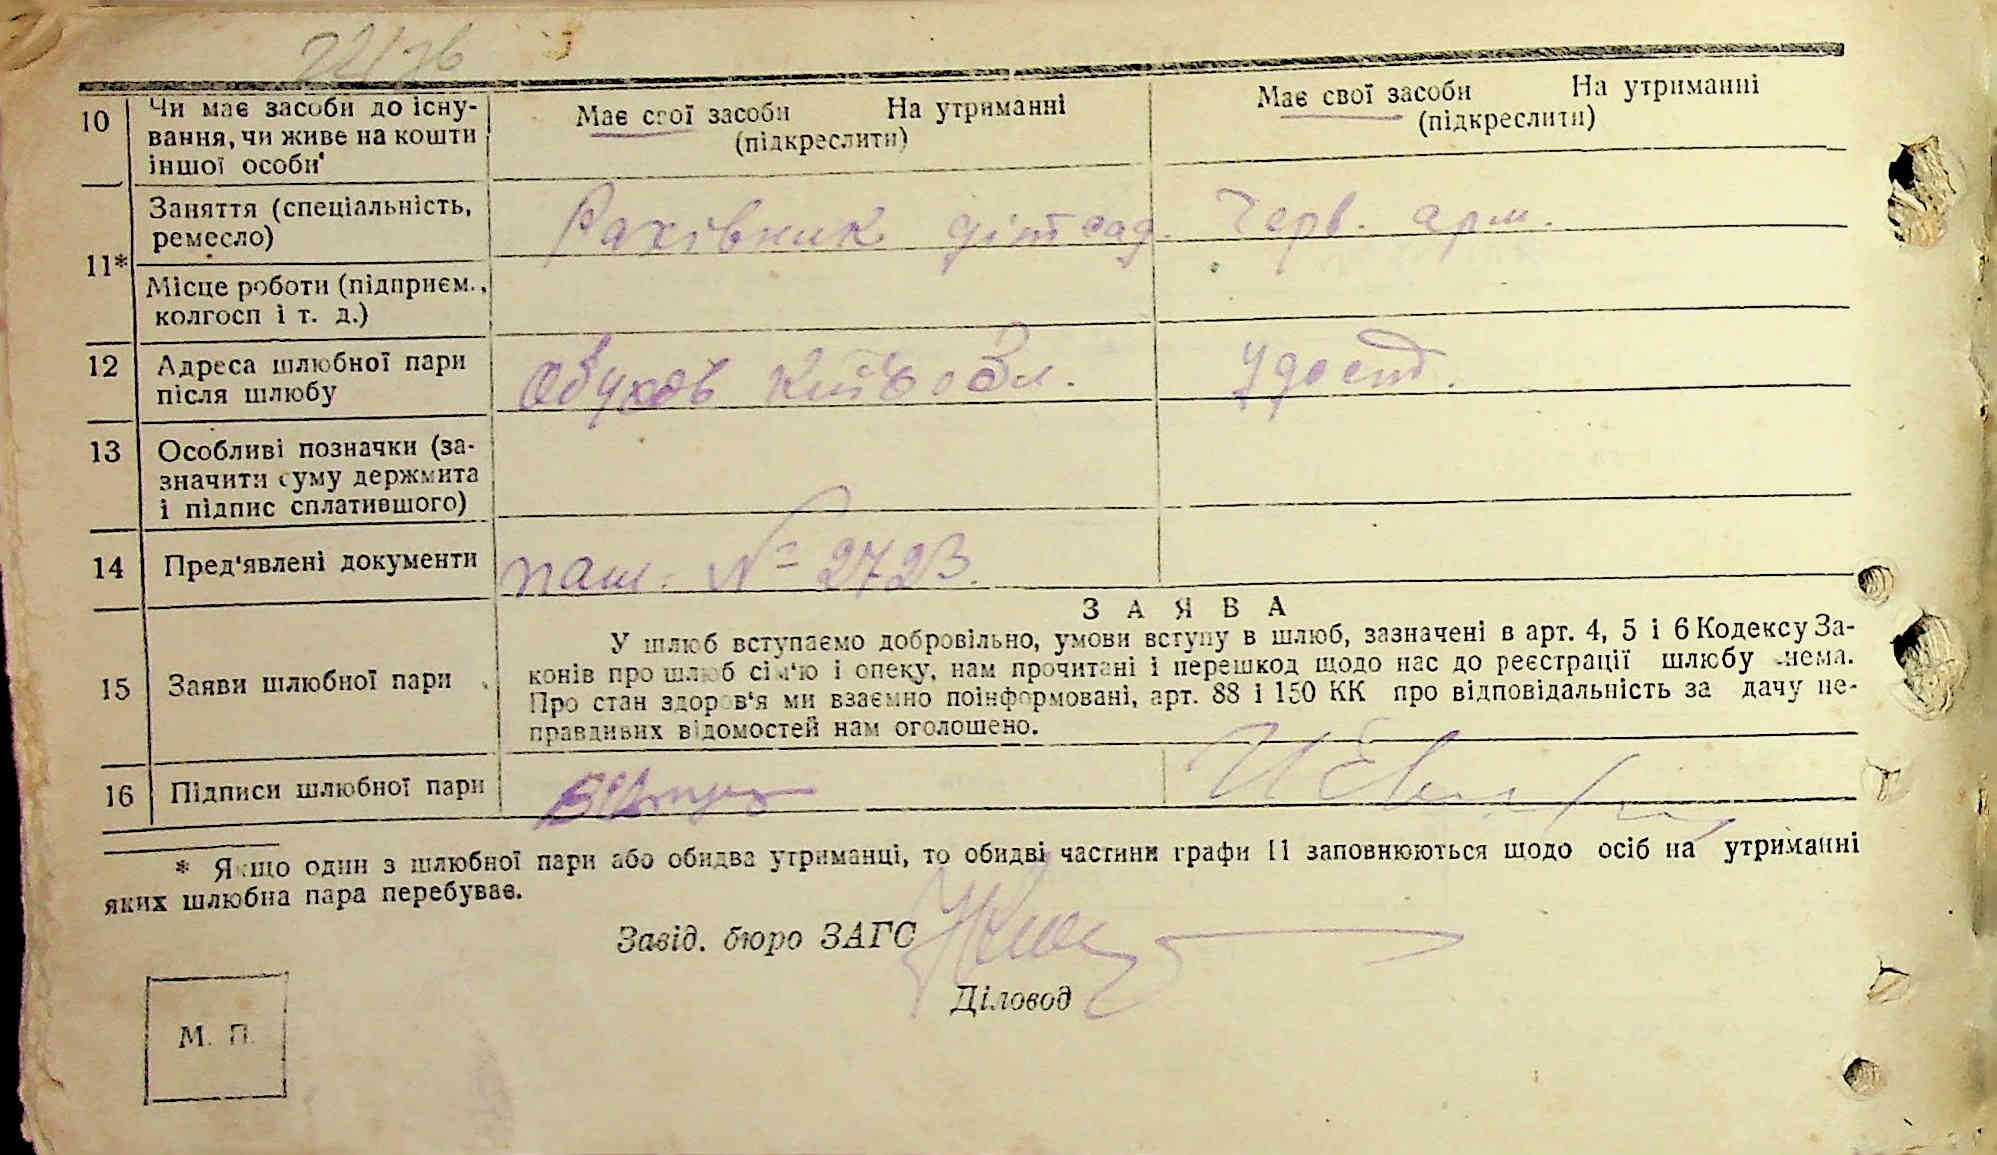 10 Чи має засоби до існу-
вання, чи живе на кошти
іншої особи
Має свої засоби На утриманні
(підкреслити)
Має свої засоби На утриманні
(підкреслити)
11* Заняття (спеціальність,
ремесло)
Рахівник дітсад.
Черв. арм.
Місце роботи (підприєм.,
колгосп і т. д.)
12 Адреса шлюбної пари
після шлюбу
Обухов Київ обл.
Удост.
13 Особливі позначки (за-
значити суму держмита
і підпис сплатившого)
14 Пред'явлені документи
паш. № 2723.
ЗАЯВА
15 Заяви шлюбної пари
У шлюб вступаємо добровільно, умови вступу в шлюб, зазначені в арт. 4, 5 і 6 Кодексу За-
конів про шлюб сім'ю і опеку, нам прочитані і перешкод щодо нас до реєстрації шлюбу нема.
Про стан здоров'я ми взаємно поінформовані, арт. 88 і 150 КК про відповідальність за дачу не-
правдивих відомостей нам оголошено.
16 Підписи шлюбної пари
* Якщо один з шлюбної пари або обидва утриманці, то обидві частини графи 11 заповнюються щодо осіб на утриманні
яких шлюбна пара перебуває.
Завід. бюро ЗАГС
Діловод
М. П.